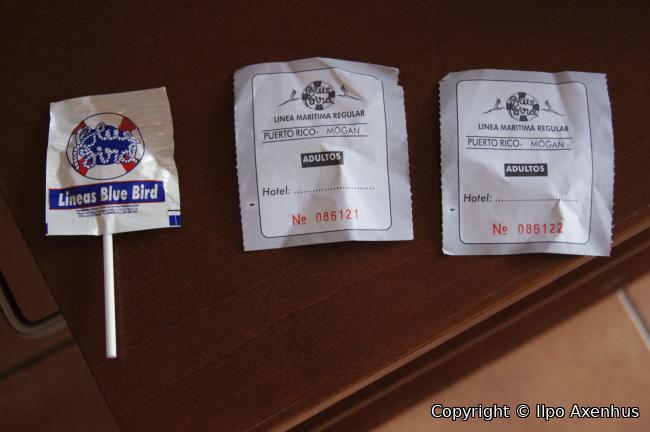 Blue
Bird
Lineas Blue Bird
Blue
Bird
LINEA MARITIMA REGULAR
PUERTO RICO- MOGAN
ADULTOS
Hotel: ........................
No 086121
Blue
Bird
LINEA MARITIMA REGULAR
PUERTO RICO- MOGAN
ADULTOS
Hotel: ........................
No 086122
Copyright © Ilpo Axenhus